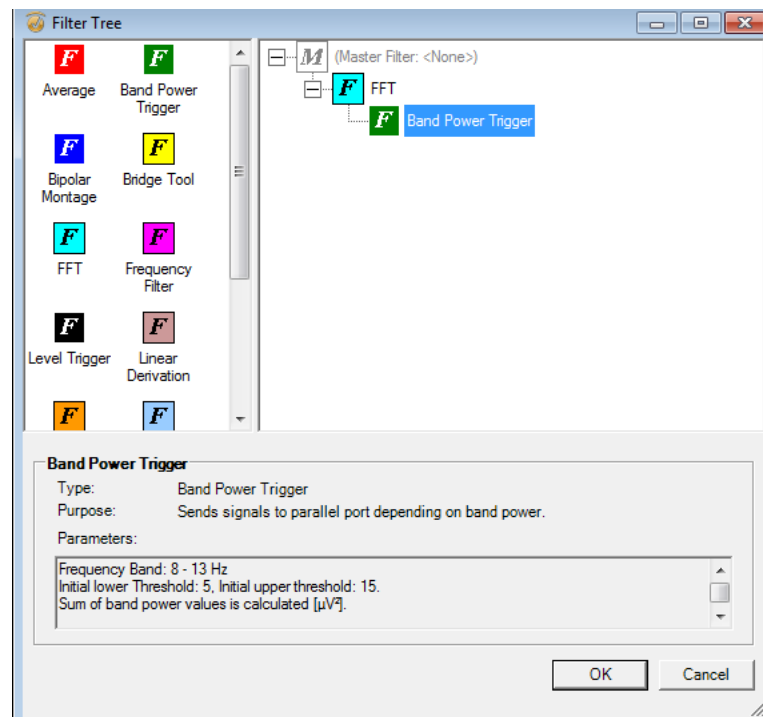 Filter Tree
F F
Average Band Power
Trigger
F F
Bipolar Bridge Tool
Montage
F F
FFT Frequency
Filter
F F
Level Trigger Linear
Derivation
F F
M (Master Filter: <None>)
F FFT
F Band Power Trigger
Band Power Trigger
Type: Band Power Trigger
Purpose: Sends signals to parallel port depending on band power.
Parameters:
Frequency Band: 8 - 13 Hz
Initial lower Threshold: 5, Initial upper threshold: 15.
Sum of band power values is calculated [µV²].
OK Cancel